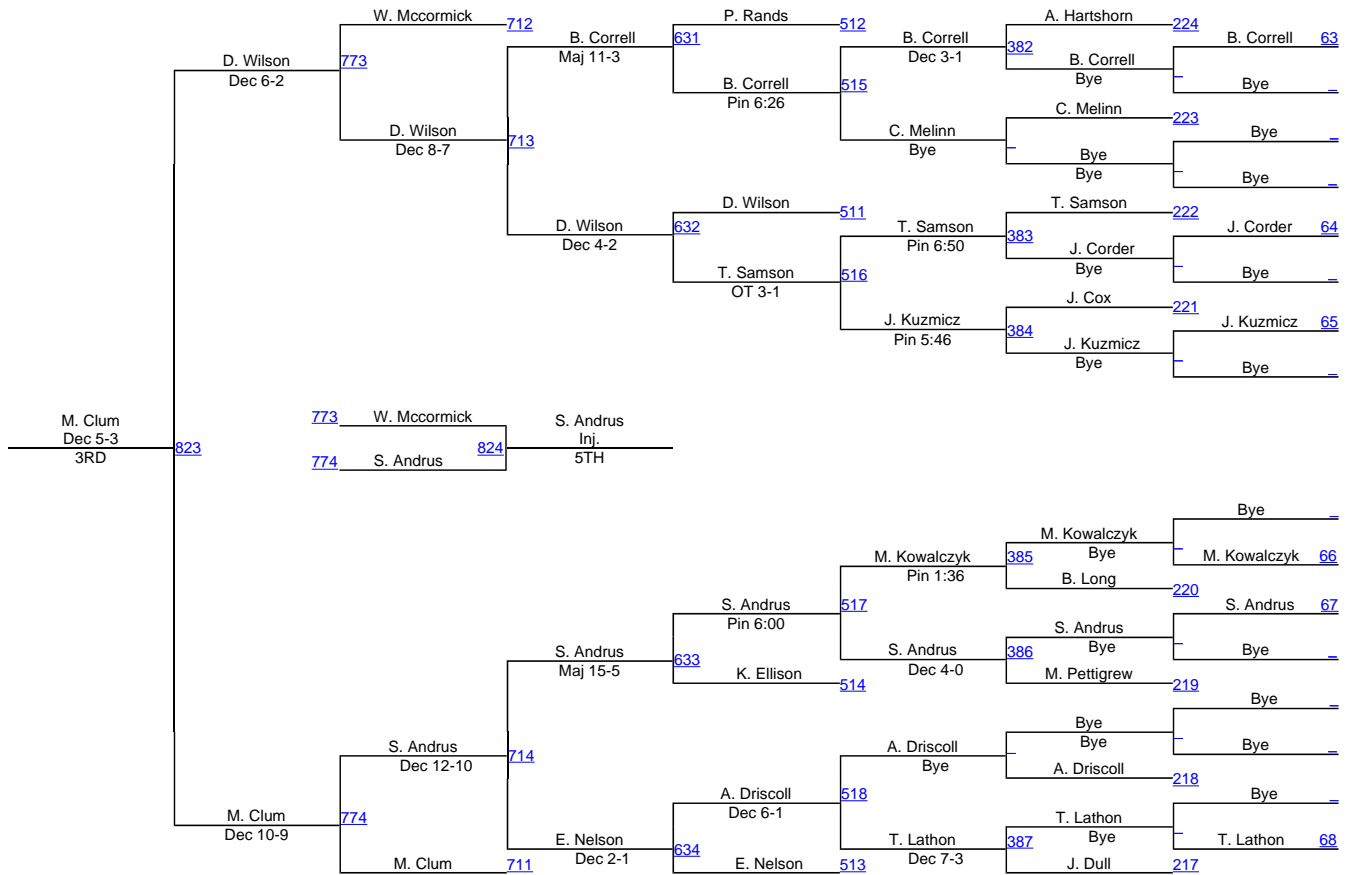 W. Mccormick 712 P. Rands 512 A. Hartshorn 224
B. Correll 631 B. Correll 382 B. Correll 63
Maj 11-3 Dec 3-1
D. Wilson 773 B. Correll
Dec 6-2 Bye _
B. Correll 515 Bye _
Pin 6:26
C. Melinn 223
D. Wilson 713 C. Melinn Bye _
Dec 8-7 Bye _
Bye
Bye _
Bye _
D. Wilson 511 T. Samson 222
D. Wilson 632 T. Samson 383 J. Corder 64
Dec 4-2 Pin 6:50
J. Corder
Bye _
T. Samson 516 Bye _
OT 3-1
J. Cox 221
J. Kuzmicz 384 J. Kuzmicz 65
Pin 5:46
J. Kuzmicz
Bye _
Bye _
M. Clum 773 W. Mccormick S. Andrus
Dec 5-3 Inj.
3RD 823 824 5TH
774 S. Andrus
Bye _
M. Kowalczyk
Bye _
M. Kowalczyk 385 M. Kowalczyk 66
Pin 1:36
B. Long 220
S. Andrus 517 S. Andrus 67
Pin 6:00
S. Andrus
Bye _
S. Andrus 633 S. Andrus 386 Bye _
Maj 15-5 Dec 4-0
K. Ellison 514 M. Pettigrew 219
Bye _
Bye
Bye _
S. Andrus 714 A. Driscoll _ Bye _
Dec 12-10 Bye
A. Driscoll 218
A. Driscoll 518 Bye _
Dec 6-1
M. Clum 774 T. Lathon
Dec 10-9 Bye _
E. Nelson 634 T. Lathon 387 T. Lathon 68
Dec 2-1 Dec 7-3
M. Clum 711 E. Nelson 513 J. Dull 217